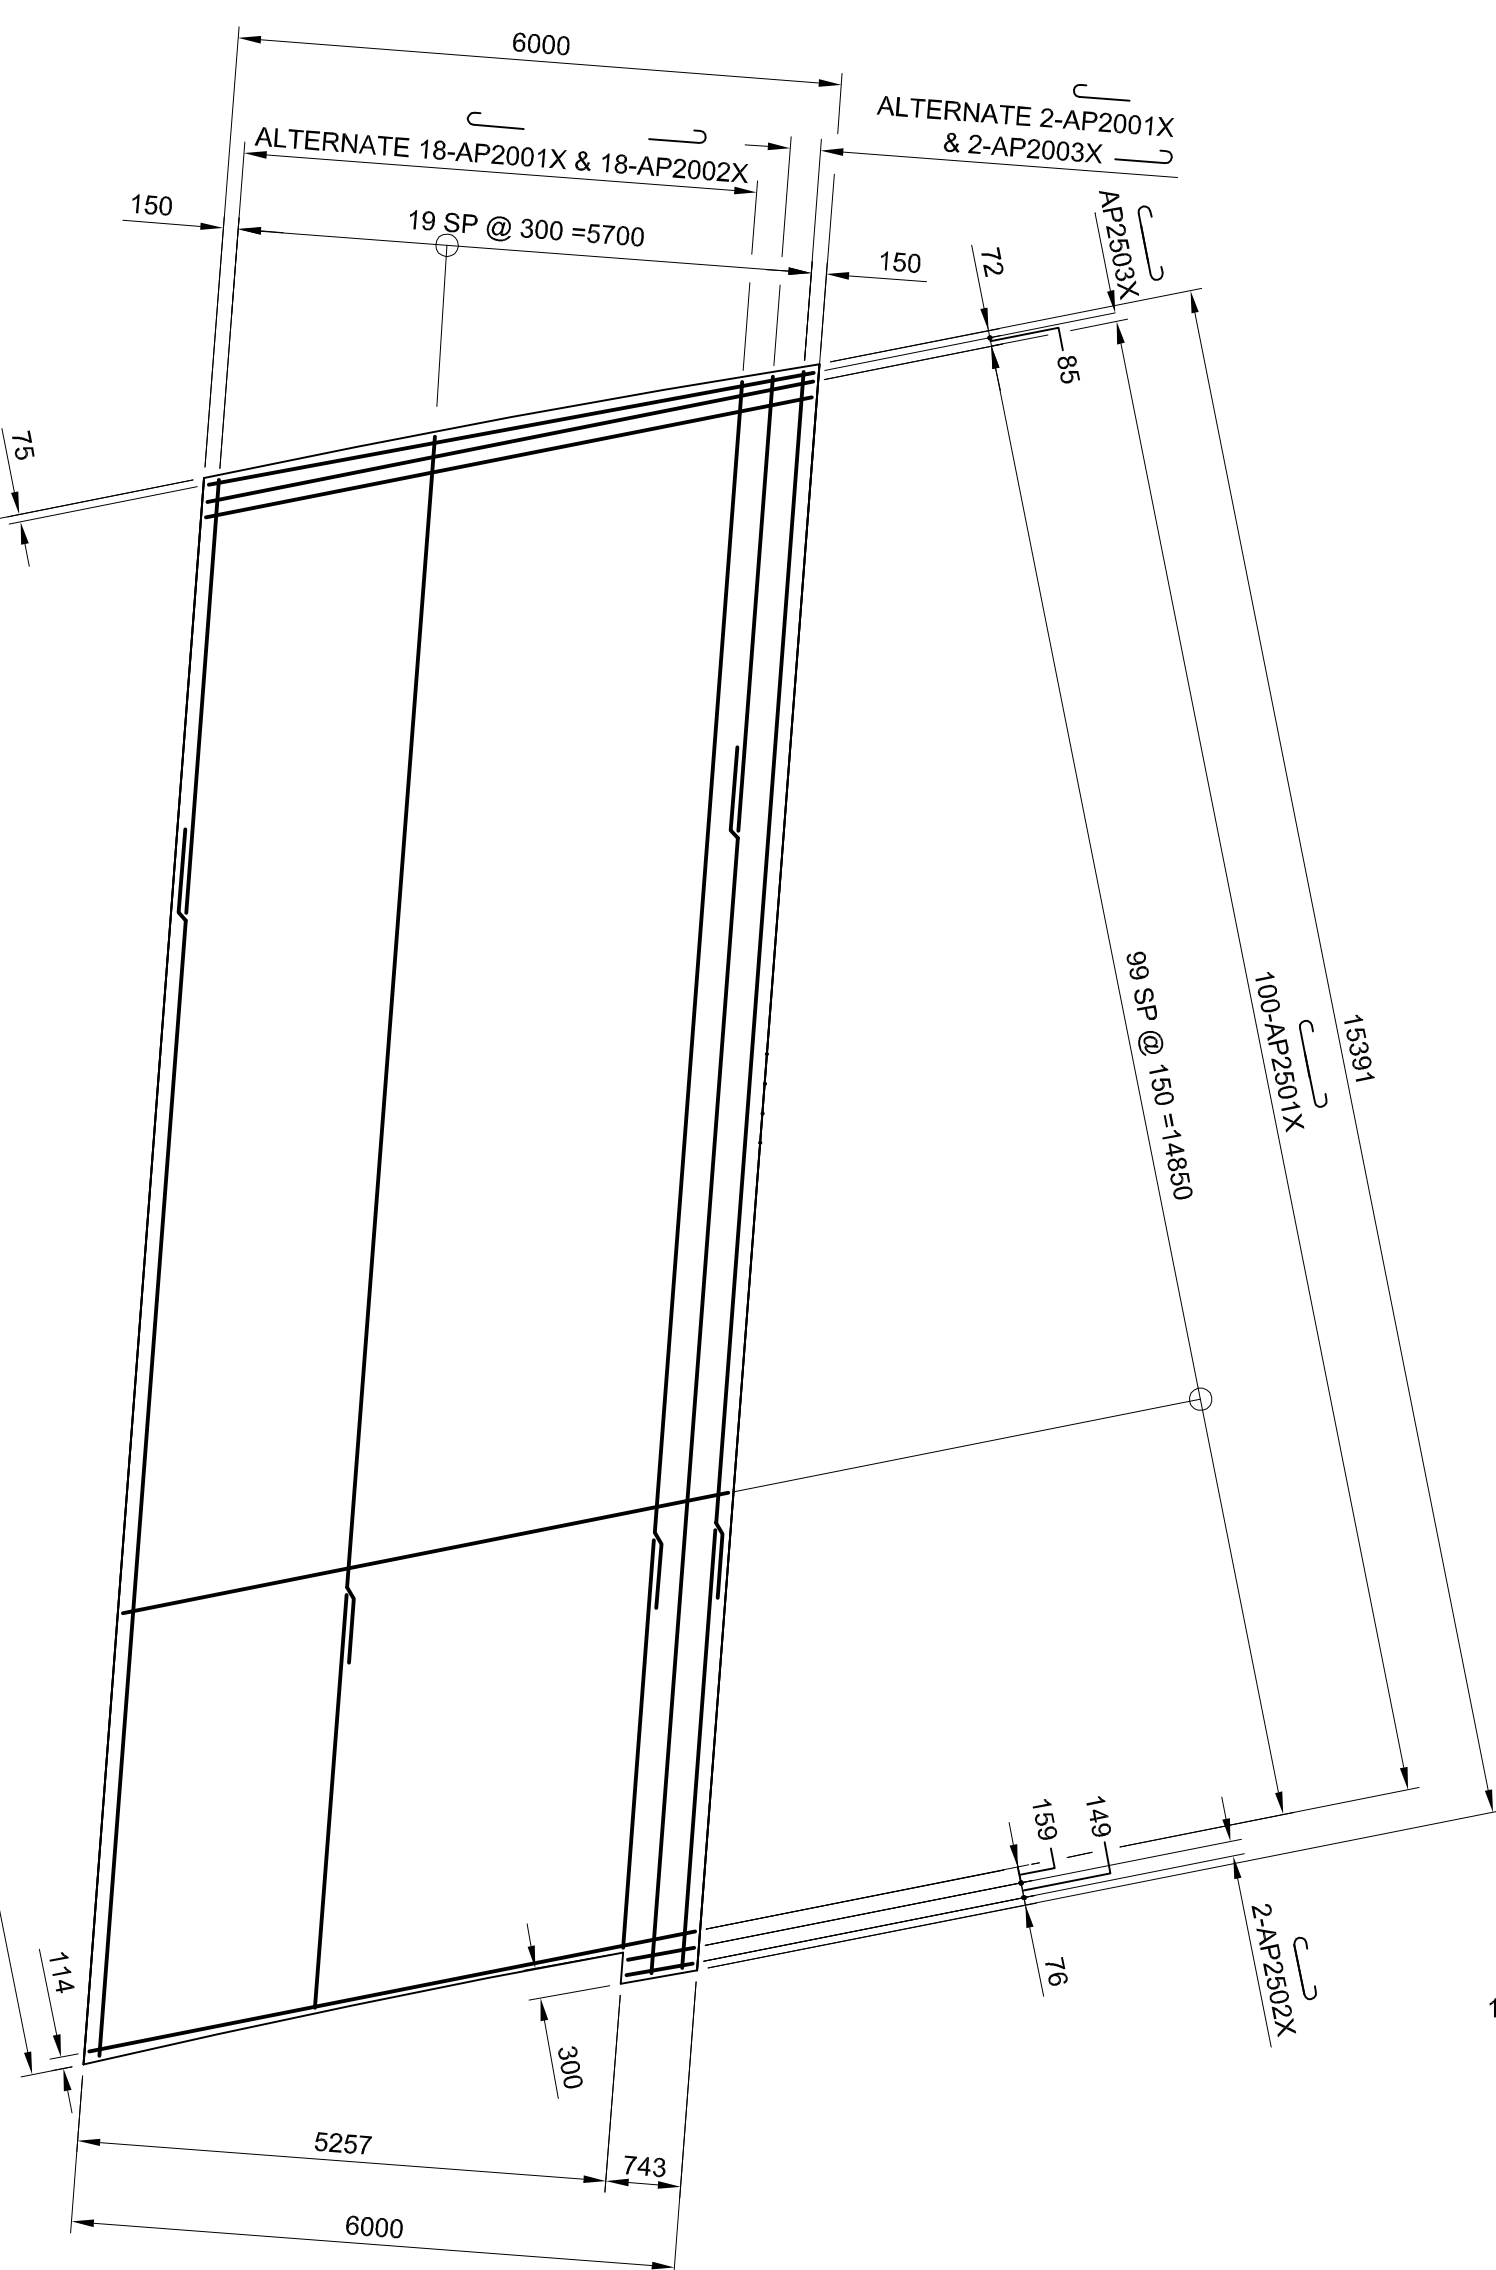 6000
ALTERNATE 2-AP2001X
& 2-AP2003X
ALTERNATE 18-AP2001X & 18-AP2002X
150
19 SP @ 300 =5700
150
72
AP2503X
85
75
99 SP @ 150 =14850
100-AP2501X
15391
159
149
76
2-AP2502X
114
300
5257
743
6000